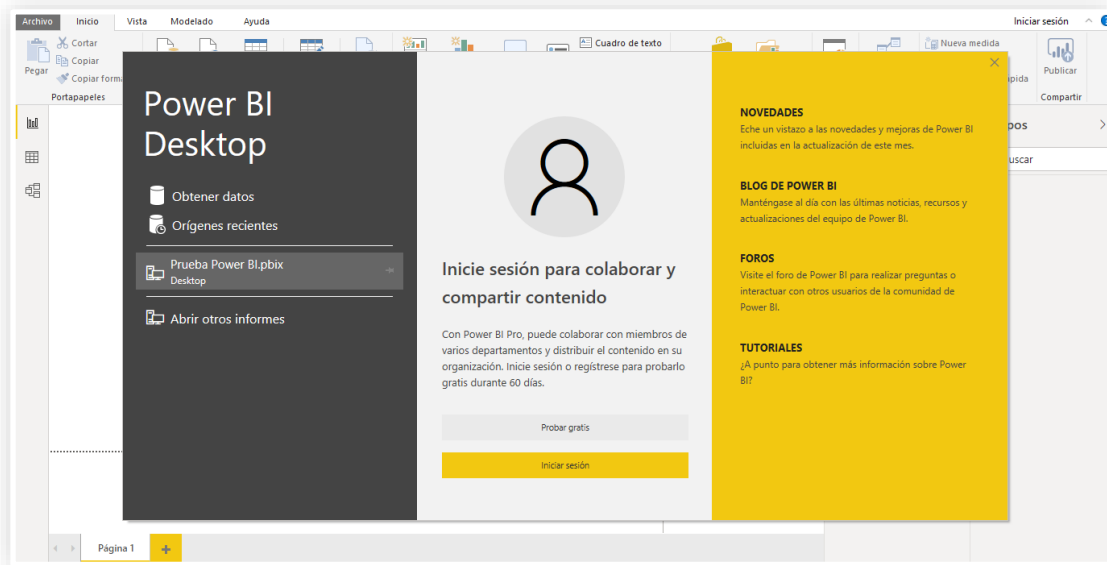 Archivo Inicio Vista Modelado Ayuda Iniciar sesión
Cortar
Copiar
Copiar form
Pegar
Portapapeles
Cuadro de texto
Nueva medida
ápida
Publicar
Compartir
pos
uscar
Power BI
Desktop
Obtener datos
Orígenes recientes
Prueba Power BI.pbix
Desktop
Abrir otros informes
Inicie sesión para colaborar y
compartir contenido
Con Power BI Pro, puede colaborar con miembros de
varios departamentos y distribuir el contenido en su
organización. Inicie sesión o regístrese para probarlo
gratis durante 60 días.
Probar gratis
Iniciar sesión
NOVEDADES
Eche un vistazo a las novedades y mejoras de Power BI
incluidas en la actualización de este mes.
BLOG DE POWER BI
Manténgase al día con las últimas noticias, recursos y
actualizaciones del equipo de Power BI.
FOROS
Visite el foro de Power BI para realizar preguntas o
interactuar con otros usuarios de la comunidad de
Power BI.
TUTORIALES
¿A punto para obtener más información sobre Power
BI?
Página 1